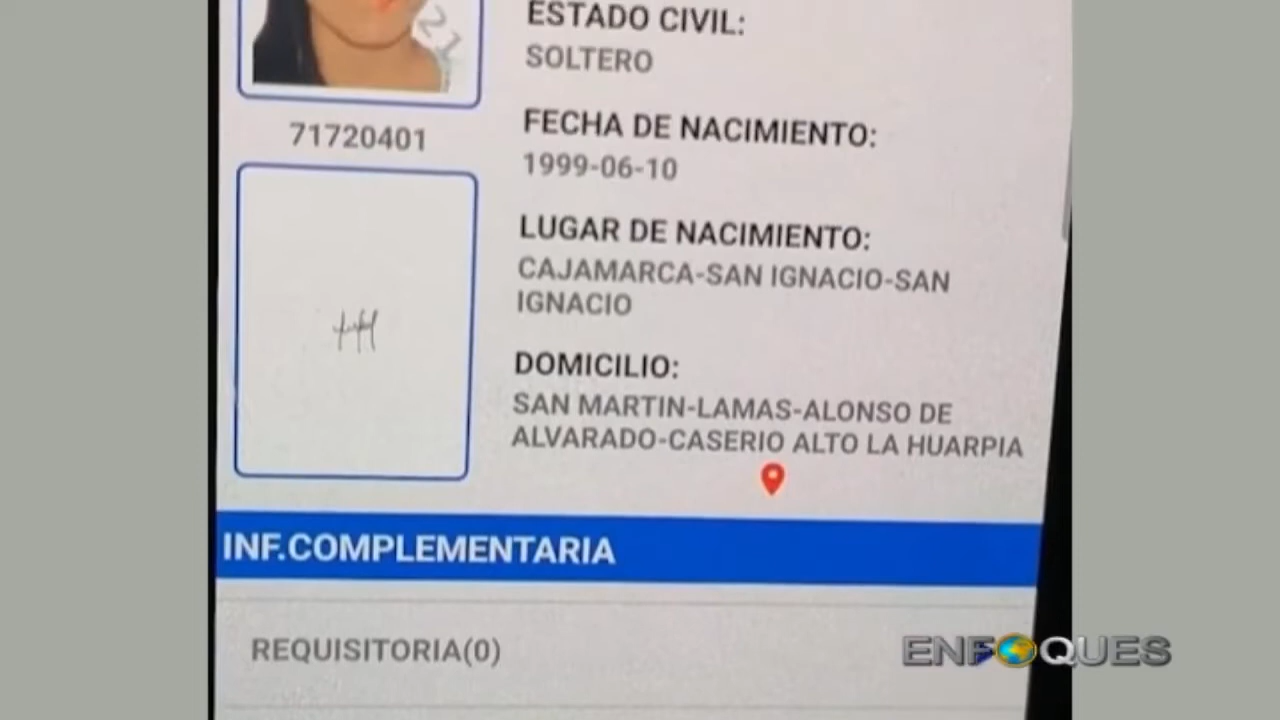 21
ESTADO CIVIL:
SOLTERO
71720401
FECHA DE NACIMIENTO:
1999-06-10
LUGAR DE NACIMIENTO:
CAJAMARCA-SAN IGNACIO-SAN
IGNACIO
DOMICILIO:
SAN MARTIN-LAMAS-ALONSO DE
ALVARADO-CASERIO ALTO LA HUARPIA
INF.COMPLEMENTARIA
REQUISITORIA(0)
ENFOQUES